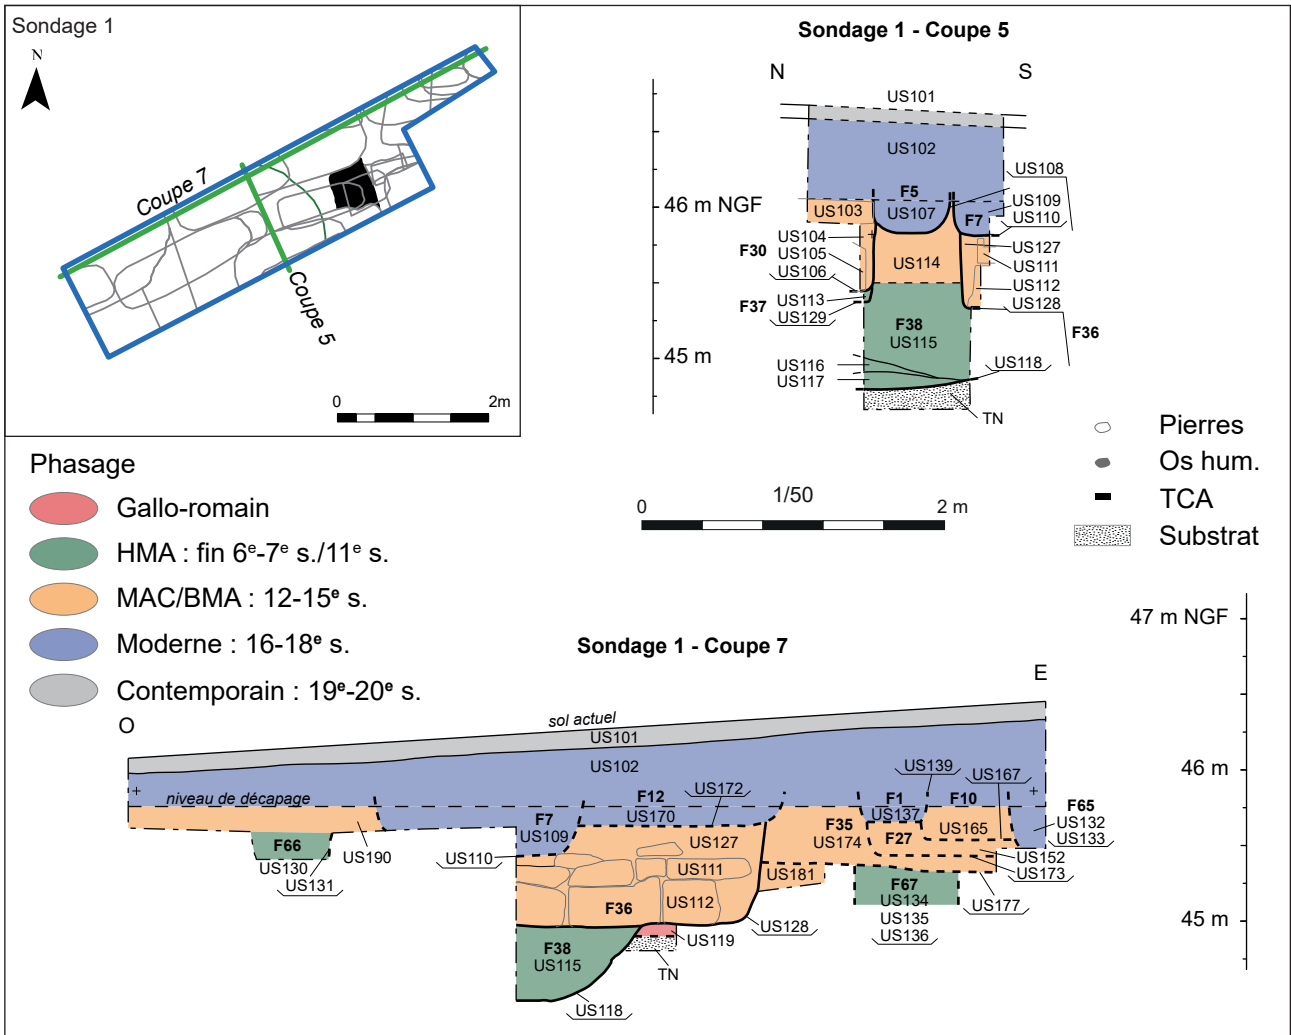 Sondage 1
N
Coupe 7
Coupe 5
0 2m
Sondage 1 - Coupe 5
N S
US101
US102
US108
F5
46 m NGF
US103
US107
US109
F7
US110
US104
F30
US105
US127
US106
US114
US111
US112
US113
US128
F37
US129
F38
F36
US115
45 m
US116
US118
US117
TN
Pierres
Os hum.
TCA
Substrat
Phasage
Gallo-romain
HMA : fin 6e-7e s./11e s.
MAC/BMA : 12-15e s.
Moderne : 16-18e s.
Contemporain : 19e-20e s.
1/50
0 2 m
47 m NGF
Sondage 1 - Coupe 7
O E
sol actuel
US101
US102
US139
US167
46 m
niveau de décapage
US172
F12
F1
F10
F65
F7
US170
US137
US132
US109
F35
US165
US133
US127
US174
F27
F66
US190
US110
US152
US130
US111
US173
US131
US181
F67
F36
US112
US134
US177
US128
US135
45 m
US119
US136
F38
US115
TN
US118